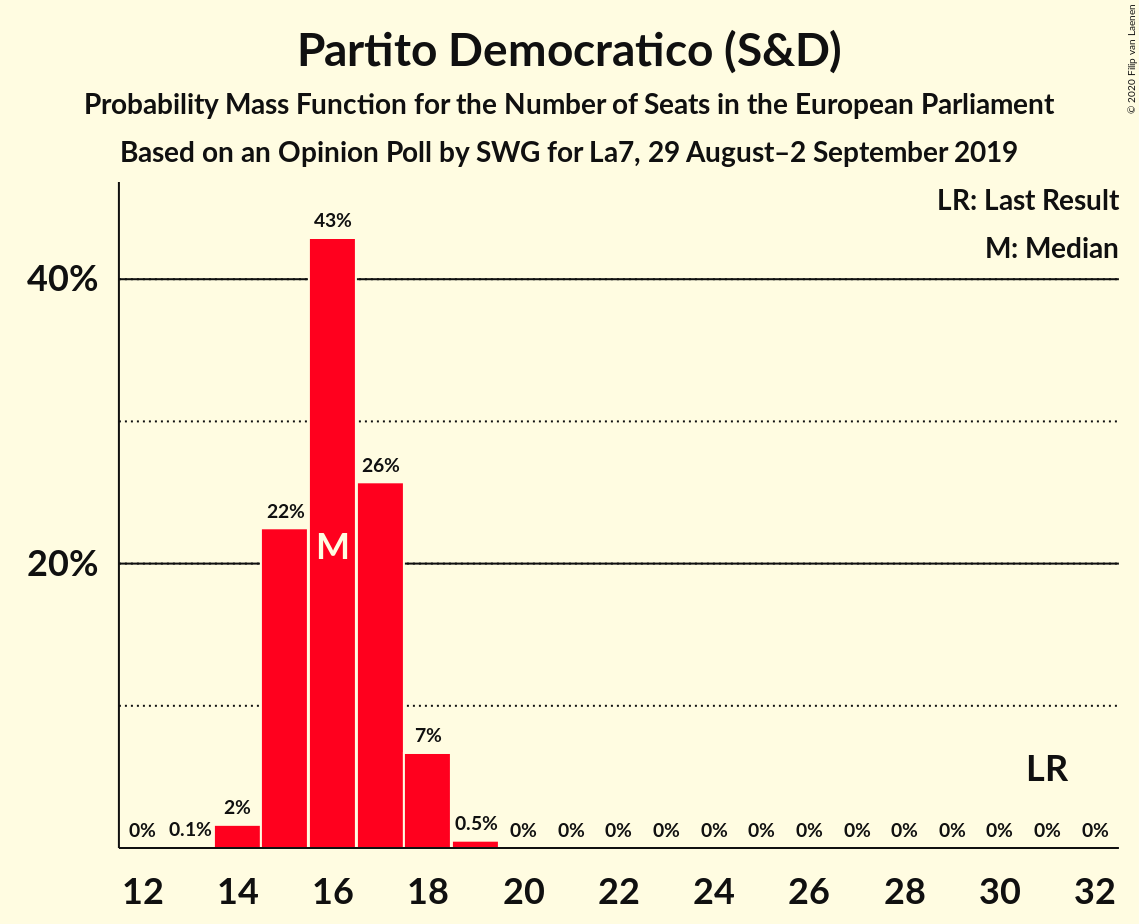 Partito Democratico (S&D)
Probability Mass Function for the Number of Seats in the European Parliament
Based on an Opinion Poll by SWG for La7, 29 August–2 September 2019
© 2020 Filip van Laenen
LR: Last Result
M: Median
43%
40%
26%
22%
M
20%
7%
LR
2%
0% 0.1% 0.5% 0% 0% 0% 0% 0% 0% 0% 0% 0% 0% 0% 0% 0%
12 14 16 18 20 22 24 26 28 30 32